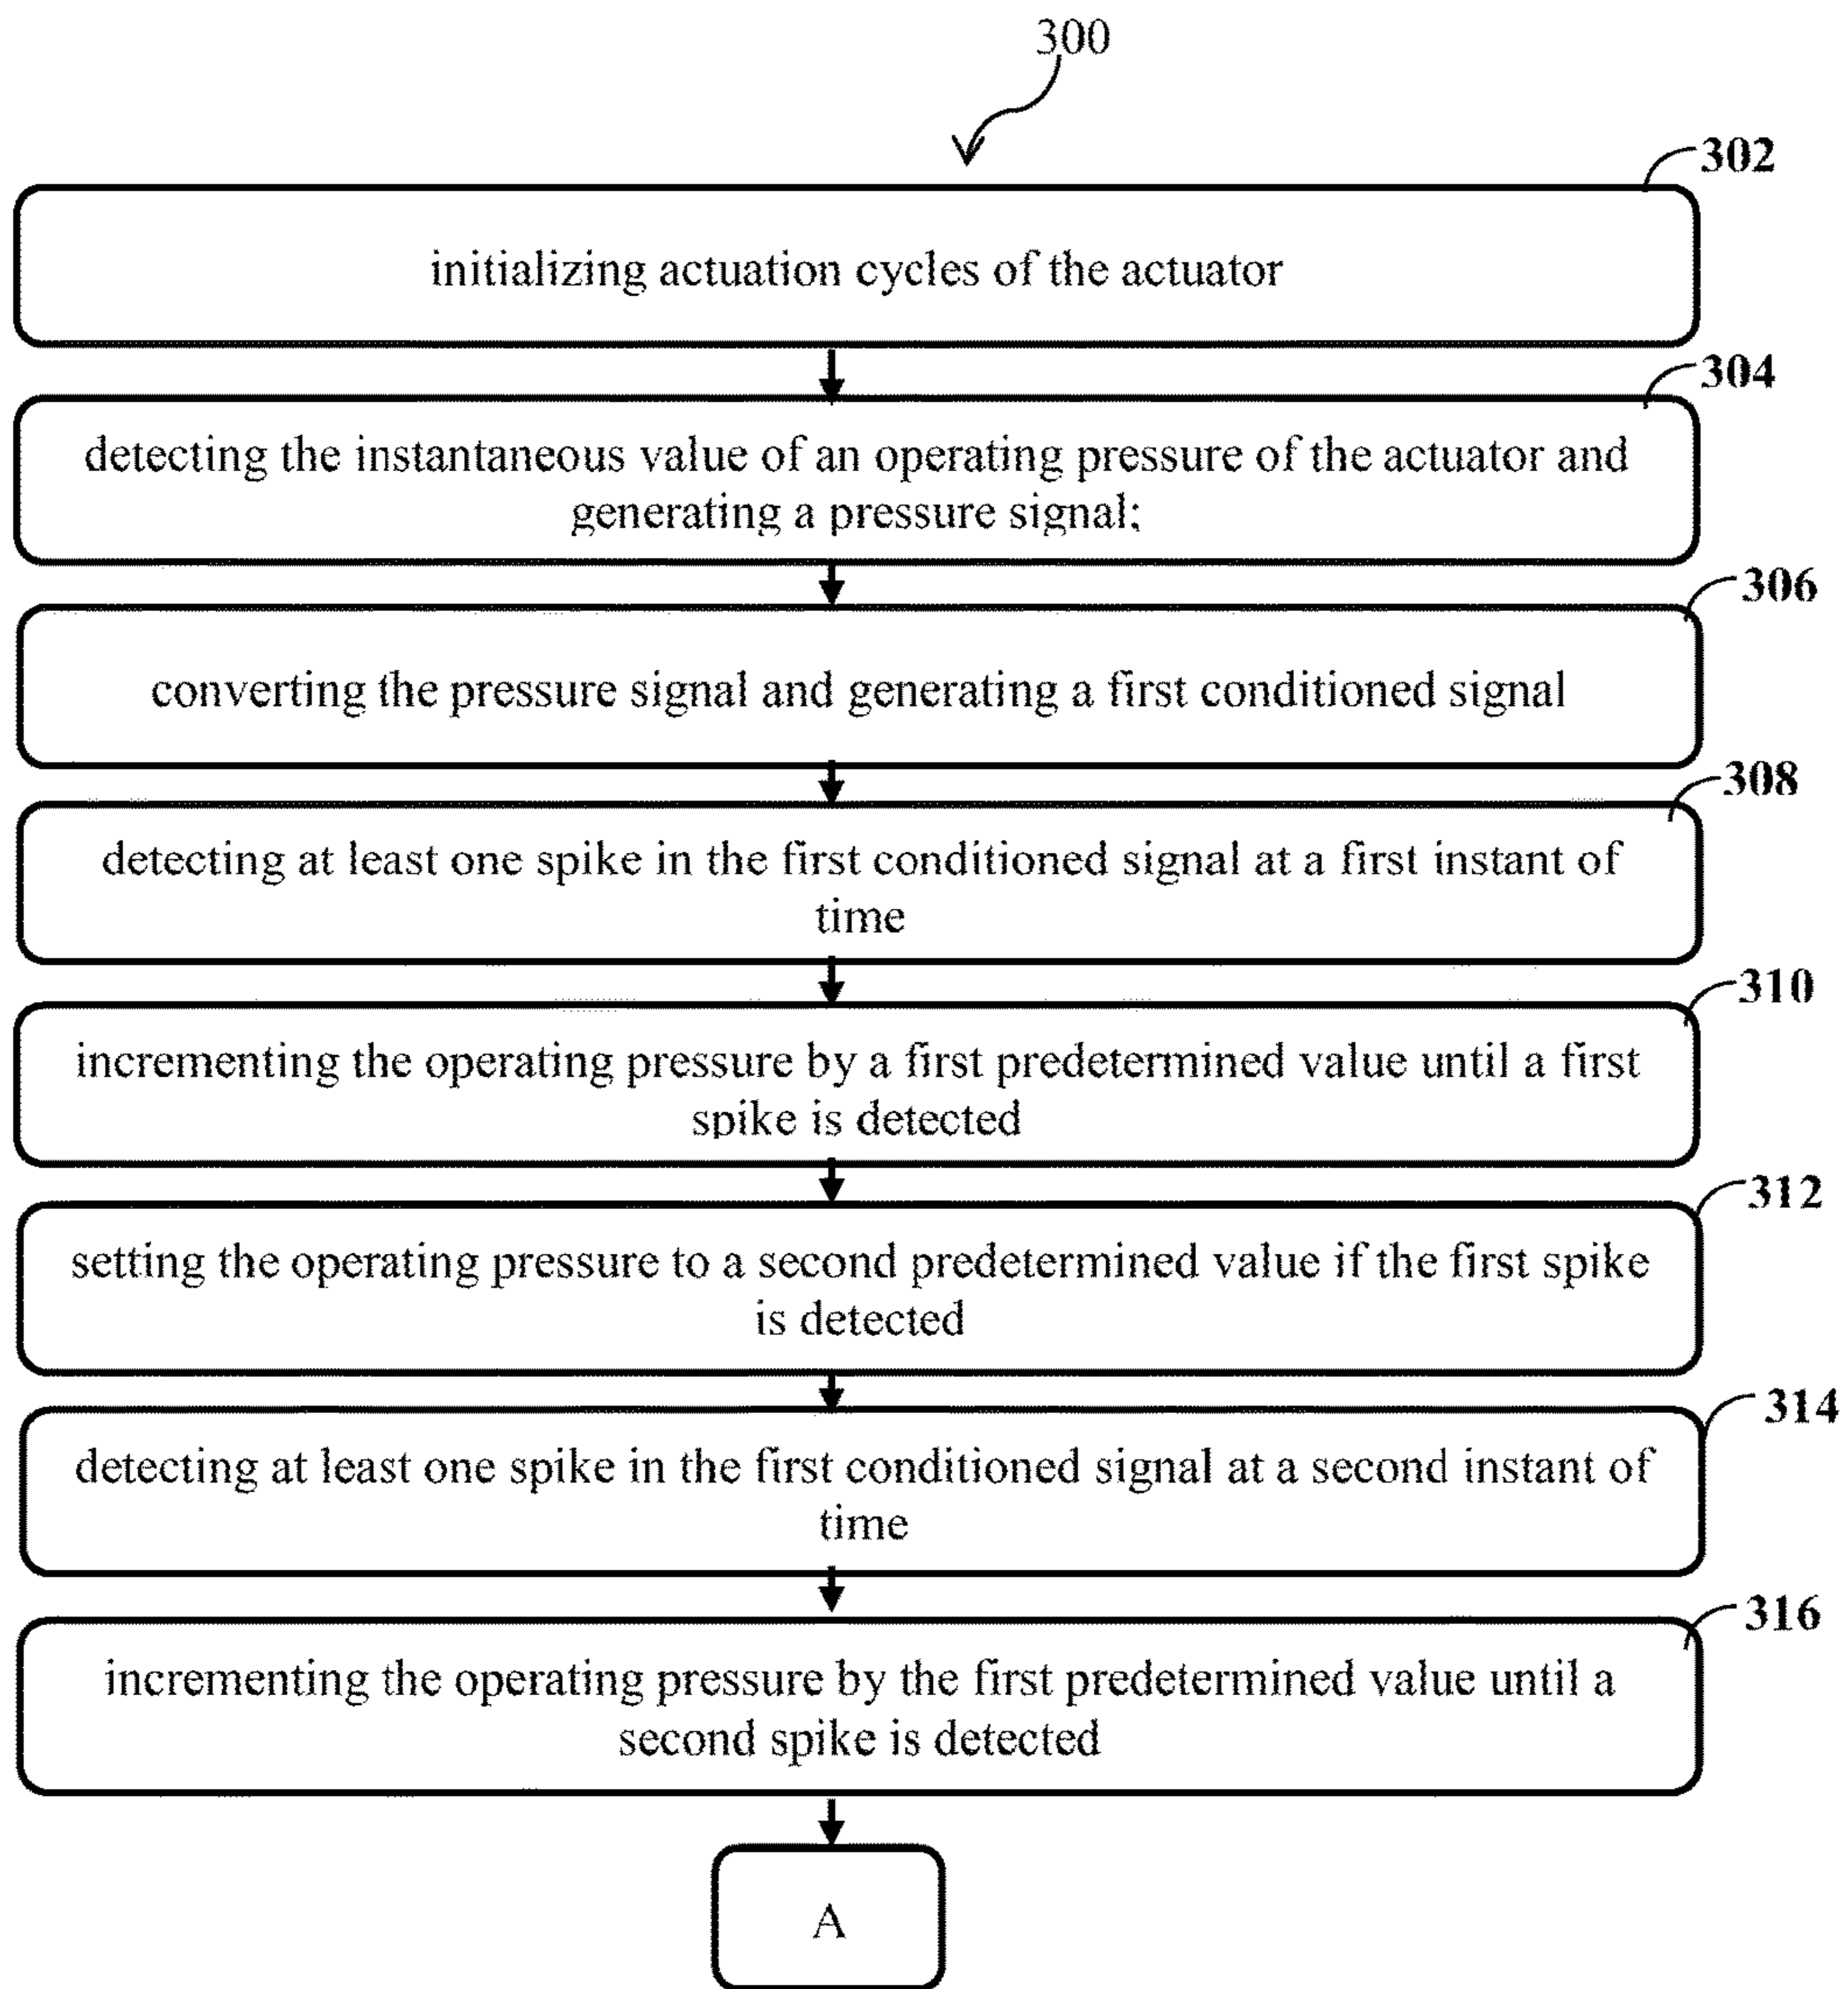 300
302
initializing actuation cycles of the actuator
304
detecting the instantaneous value of an operating pressure of the actuator and
generating a pressure signal;
306
converting the pressure signal and generating a first conditioned signal
308
detecting at least one spike in the first conditioned signal at a first instant of
time
310
incrementing the operating pressure by a first predetermined value until a first
spike is detected
312
setting the operating pressure to a second predetermined value if the first spike
is detected
314
detecting at least one spike in the first conditioned signal at a second instant of
time
316
incrementing the operating pressure by the first predetermined value until a
second spike is detected
A